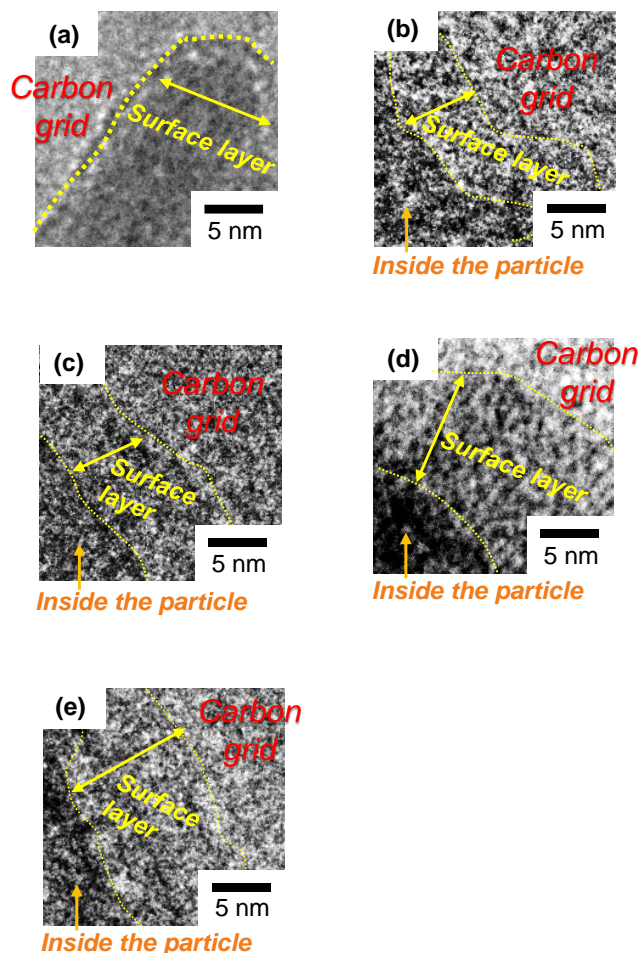 (a)
Carbon
grid
Surface layer
5 nm
(b)
Carbon
grid
Surface layer
5 nm
Inside the particle
(c)
Carbon
grid
Surface
layer
5 nm
Inside the particle
(d)
Carbon
grid
Surface layer
5 nm
Inside the particle
(e)
Carbon
grid
Surface
layer
5 nm
Inside the particle